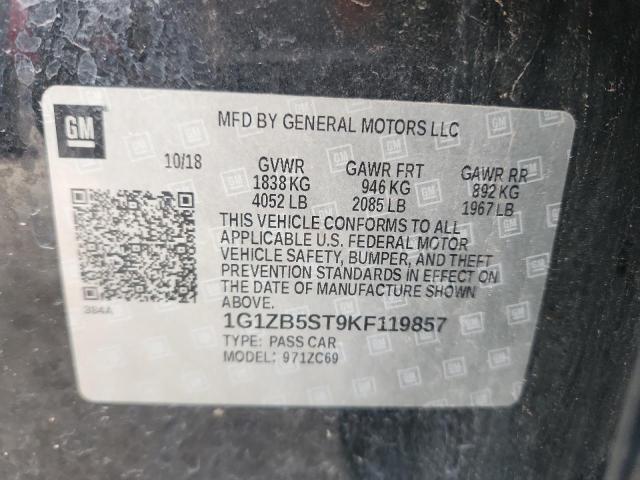 GM
MFD BY GENERAL MOTORS LLC
10/18 GVWR GAWR FRT GAWR RR
1838 KG 946 KG 892 KG
4052 LB 2085 LB 1967 LB
THIS VEHICLE CONFORMS TO ALL
APPLICABLE U.S. FEDERAL MOTOR
VEHICLE SAFETY, BUMPER, AND THEFT
PREVENTION STANDARDS IN EFFECT ON
THE DATE OF MANUFACTURE SHOWN ABOVE.
384A
1G1ZB5ST9KF119857
TYPE: PASS CAR
MODEL: 971ZC69